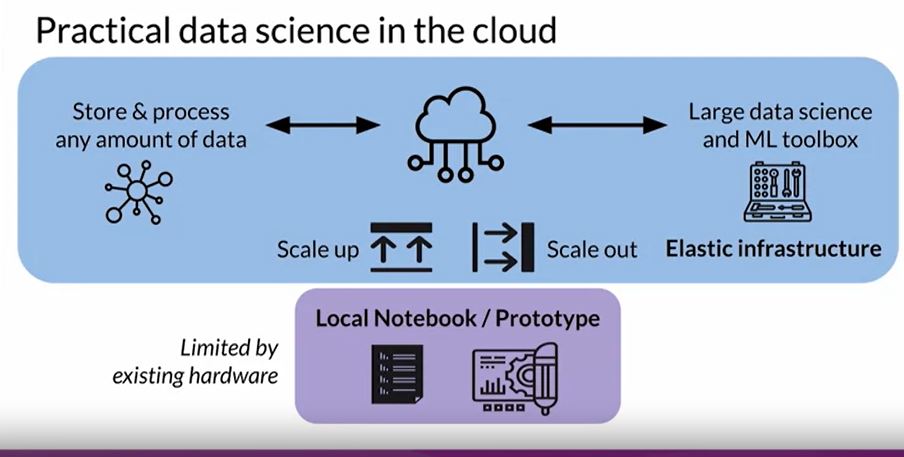 Practical data science in the cloud
Store & process
any amount of data
Large data science
and ML toolbox
Scale up
Scale out
Elastic infrastructure
Local Notebook / Prototype
Limited by
existing hardware